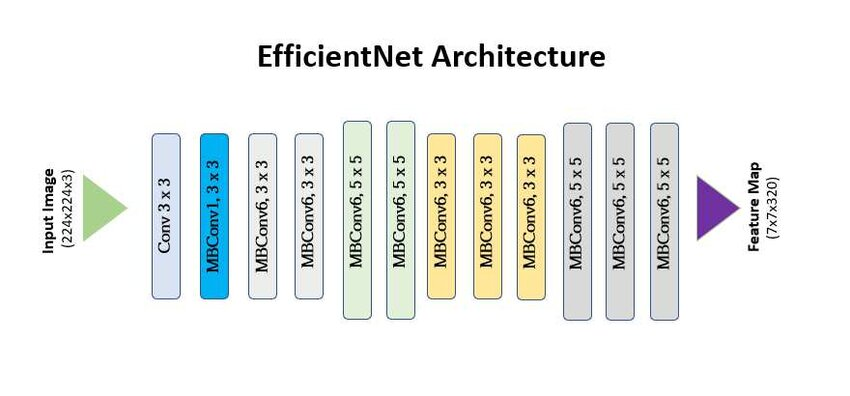 EfficientNet Architecture
Input Image
(224x224x3)
Conv 3 x 3
MBConv1, 3 x 3
MBConv6, 3 x 3
MBConv6, 3 x 3
MBConv6, 5 x 5
MBConv6, 5 x 5
MBConv6, 3 x 3
MBConv6, 3 x 3
MBConv6, 3 x 3
MBConv6, 5 x 5
MBConv6, 5 x 5
MBConv6, 5 x 5
Feature Map
(7x7x320)